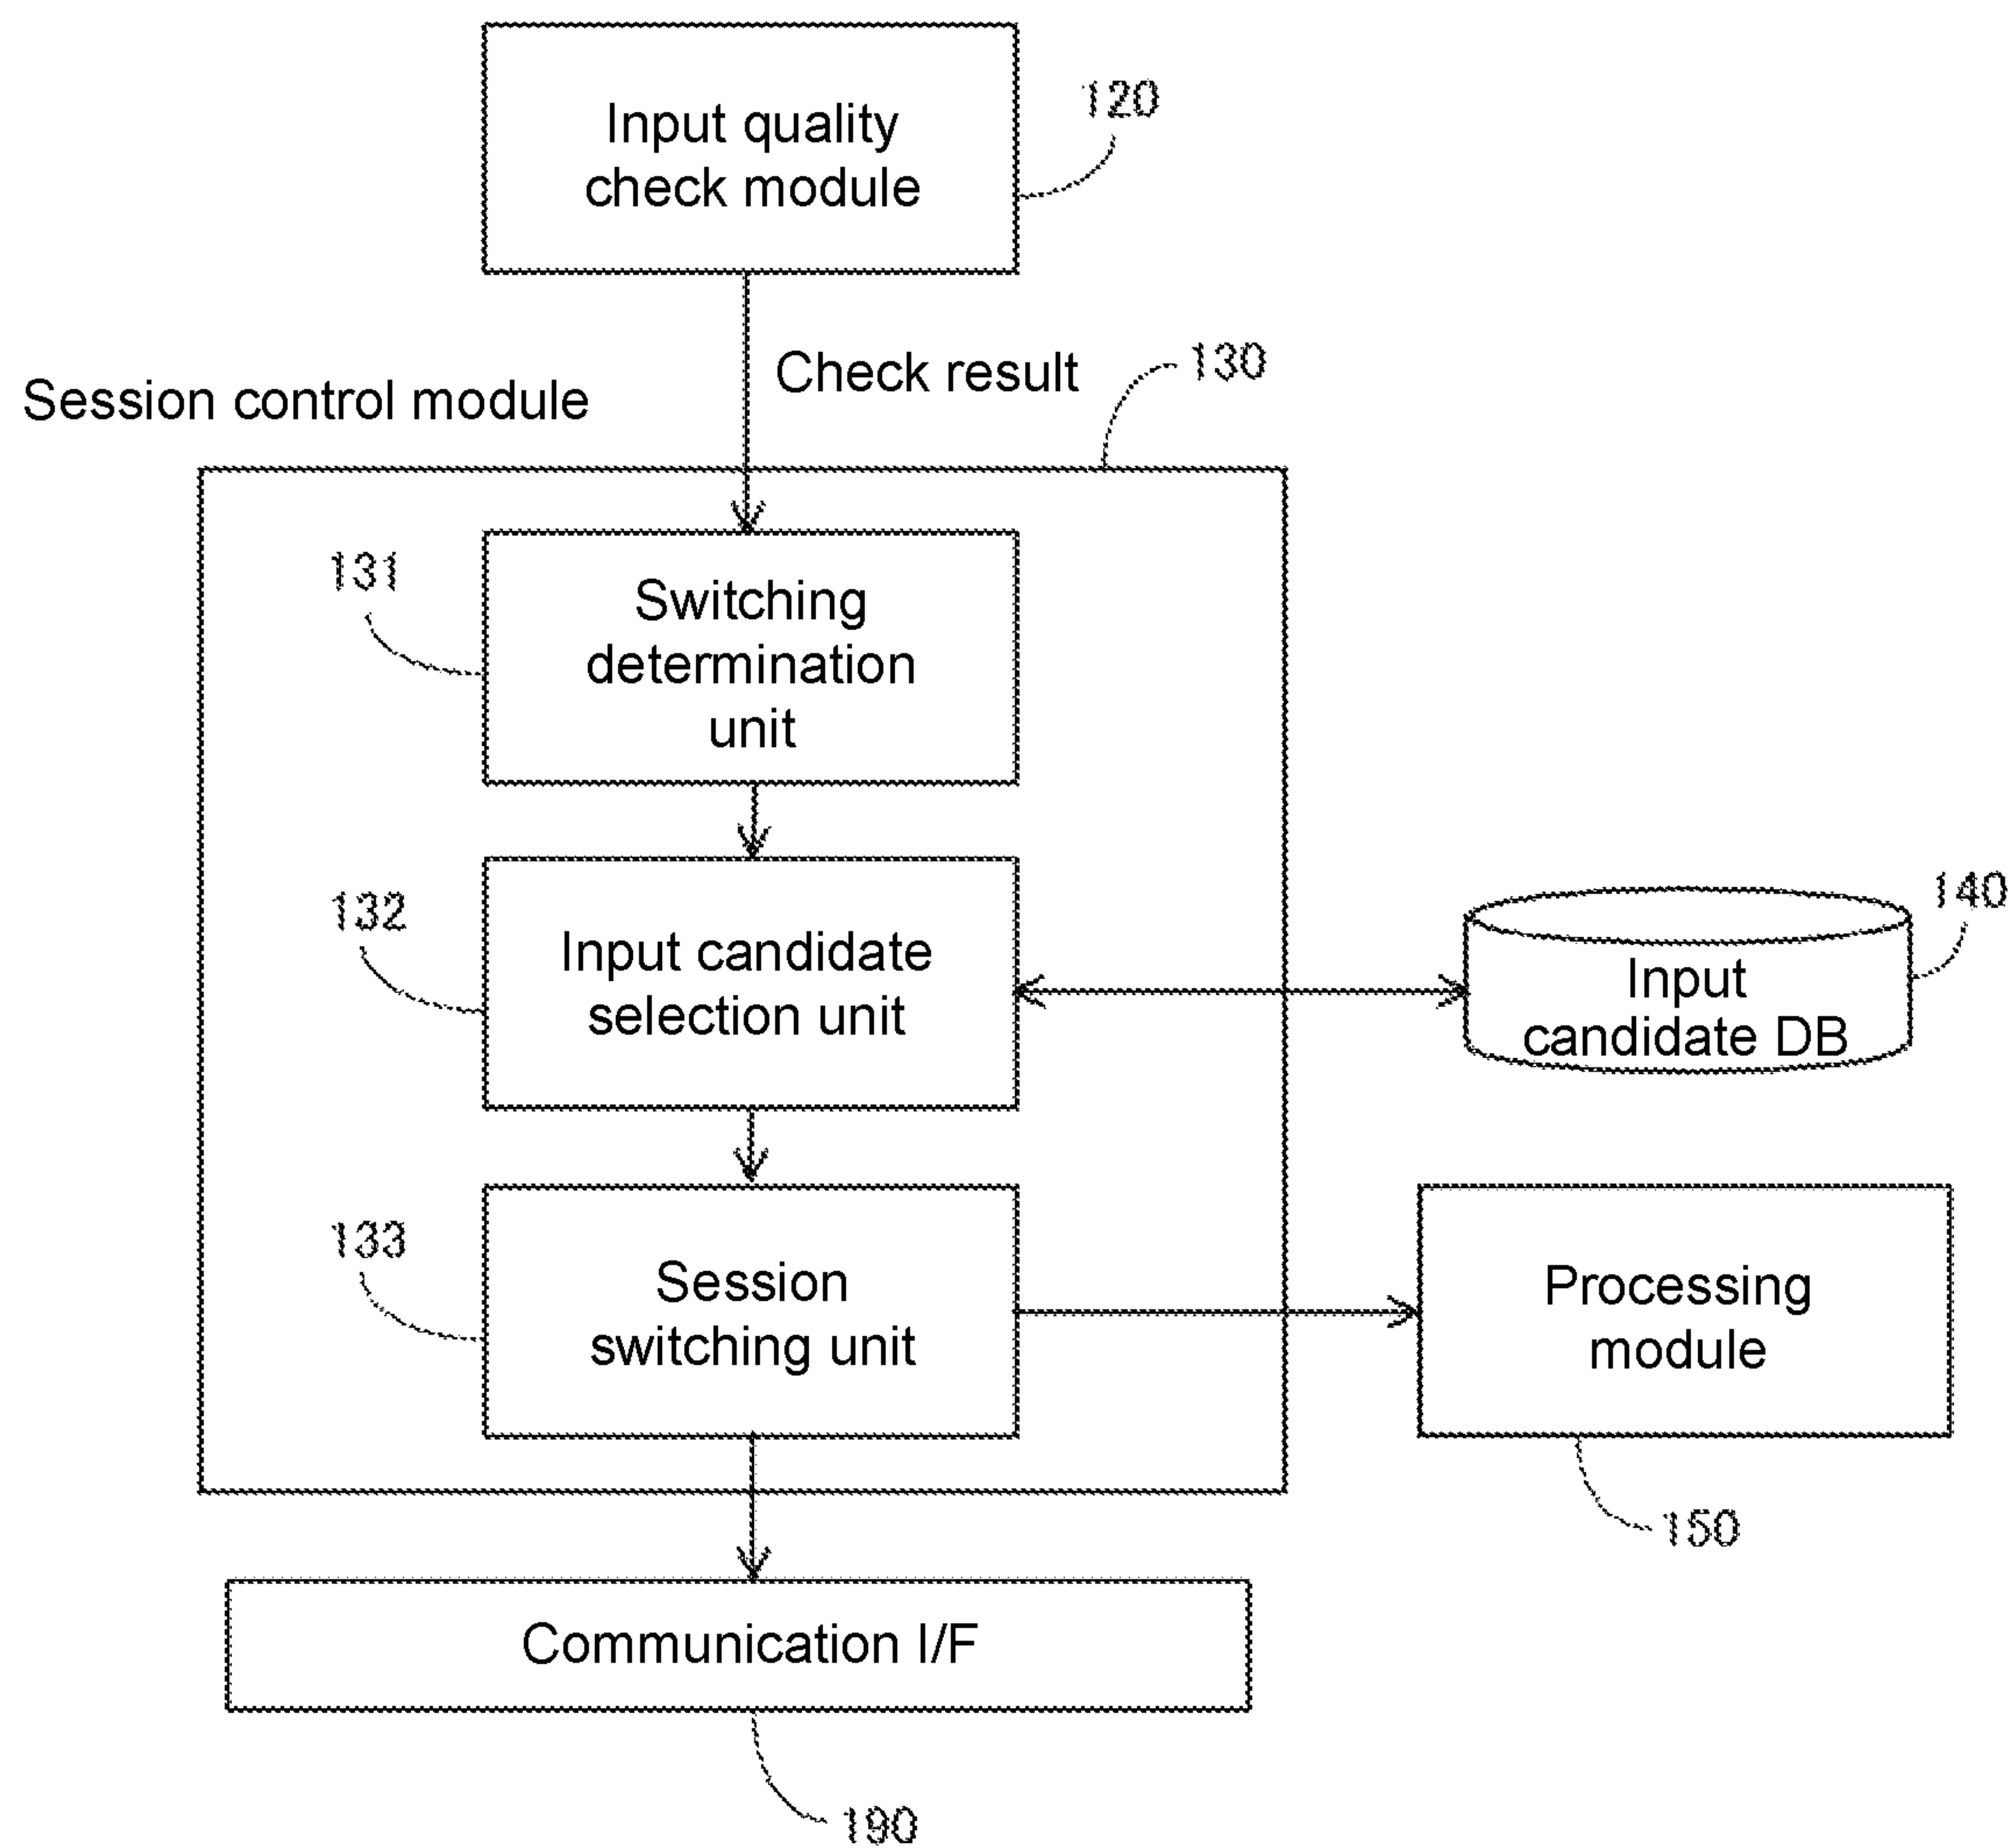 Input quality
check module
120
Check result
130
Session control module
131
Switching
determination
unit
132
Input candidate
selection unit
140
Input
candidate DB
133
Session
switching unit
Processing
module
150
Communication I/F
190